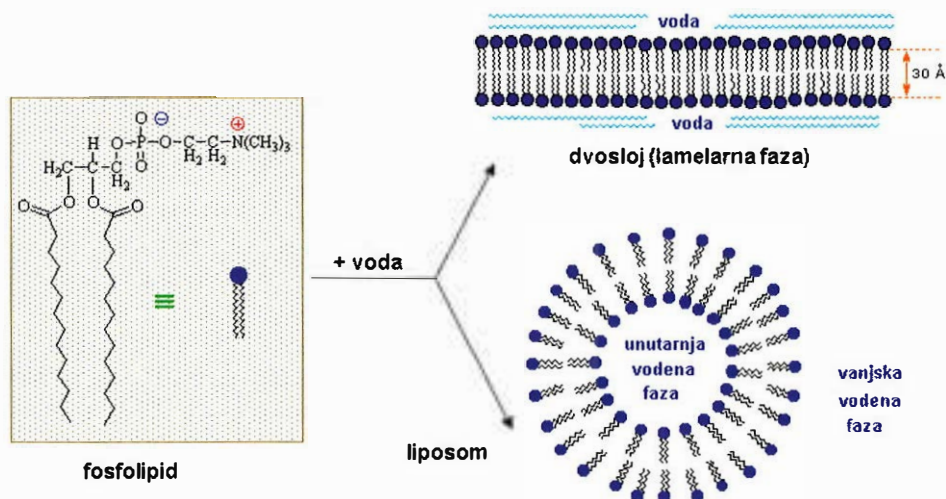 voda
30 Å
voda
dvosloj (lamelarna faza)
O
⊖
⊕
H
O–P–O
N(CH₃)₃
O
C
C
H₂
H₂
H₂C
C
C
H₂
O
O
O
O
+ voda
unutarnja
vodena
faza
vanjska
vodena
faza
liposom
fosfolipid